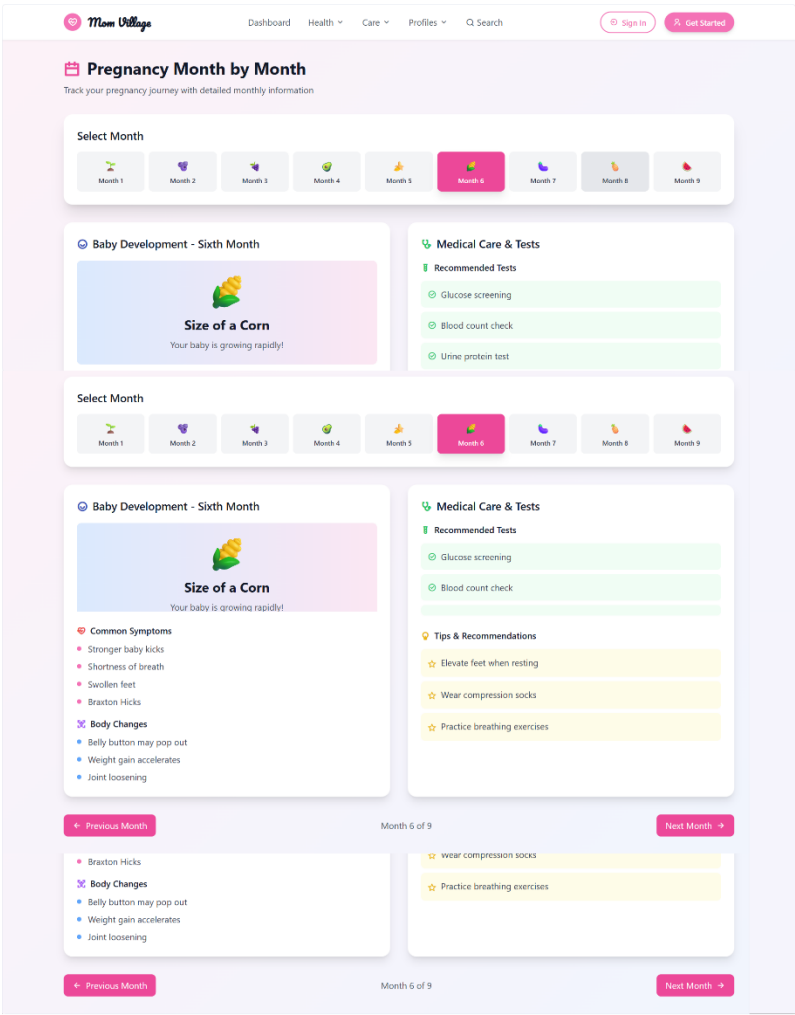 Mom Village
Dashboard Health Care Profiles Search Sign In Get Started
Pregnancy Month by Month
Track your pregnancy journey with detailed monthly information
Select Month
Month 1 Month 2 Month 3 Month 4 Month 5 Month 6 Month 7 Month 8 Month 9
Baby Development - Sixth Month
Size of a Corn
Your baby is growing rapidly!
Medical Care & Tests
Recommended Tests
Glucose screening
Blood count check
Urine protein test
Select Month
Month 1 Month 2 Month 3 Month 4 Month 5 Month 6 Month 7 Month 8 Month 9
Baby Development - Sixth Month
Size of a Corn
Your baby is growing rapidly!
Common Symptoms
Stronger baby kicks
Shortness of breath
Swollen feet
Braxton Hicks
Body Changes
Belly button may pop out
Weight gain accelerates
Joint loosening
Medical Care & Tests
Recommended Tests
Glucose screening
Blood count check
Tips & Recommendations
Elevate feet when resting
Wear compression socks
Practice breathing exercises
Previous Month Month 6 of 9 Next Month
Braxton Hicks
Body Changes
Belly button may pop out
Weight gain accelerates
Joint loosening
Wear compression socks
Practice breathing exercises
Previous Month Month 6 of 9 Next Month